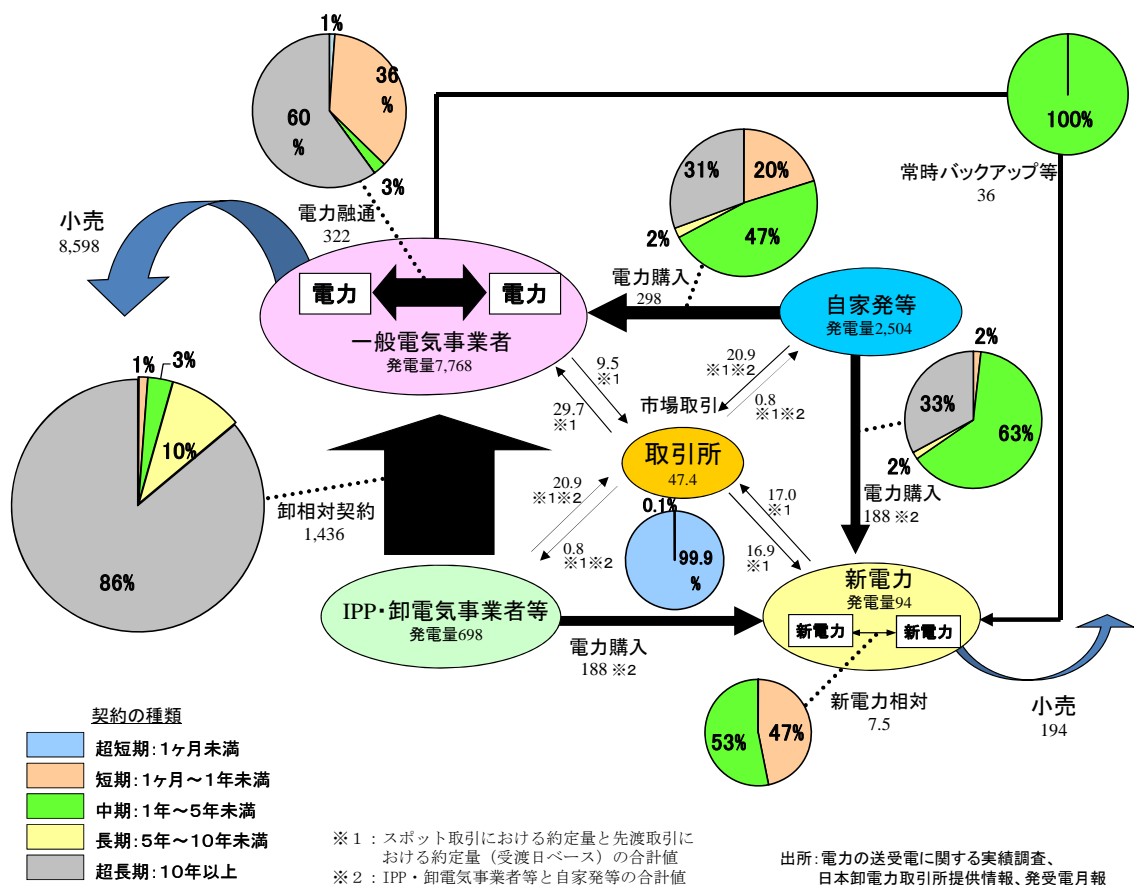 1%
36
%
60
%
3%
電力融通
322
小売
8,598
電力
電力
一般電気事業者
発電量7,768
31%
20%
2%
47%
電力購入
298
100%
常時バックアップ等
36
自家発等
発電量2,504
2%
33%
63%
2%
電力購入
188 ※2
1%
3%
10%
86%
卸相対契約
1,436
9.5
※1
29.7
※1
20.9
※1※2
0.8
※1※2
市場取引
取引所
47.4
0.1%
99.9
%
20.9
※1※2
0.8
※1※2
17.0
※1
16.9
※1
IPP・卸電気事業者等
発電量698
電力購入
188 ※2
新電力
発電量94
新電力
新電力
新電力相対
7.5
53%
47%
小売
194
契約の種類
超短期：1ヶ月未満
短期：1ヶ月～1年未満
中期：1年～5年未満
長期：5年～10年未満
超長期：10年以上
※1：スポット取引における約定量と先渡取引に
おける約定量（受渡日ベース）の合計値
※2：IPP・卸電気事業者等と自家発等の合計値
出所：電力の送受電に関する実績調査、
日本卸電力取引所提供情報、発受電月報